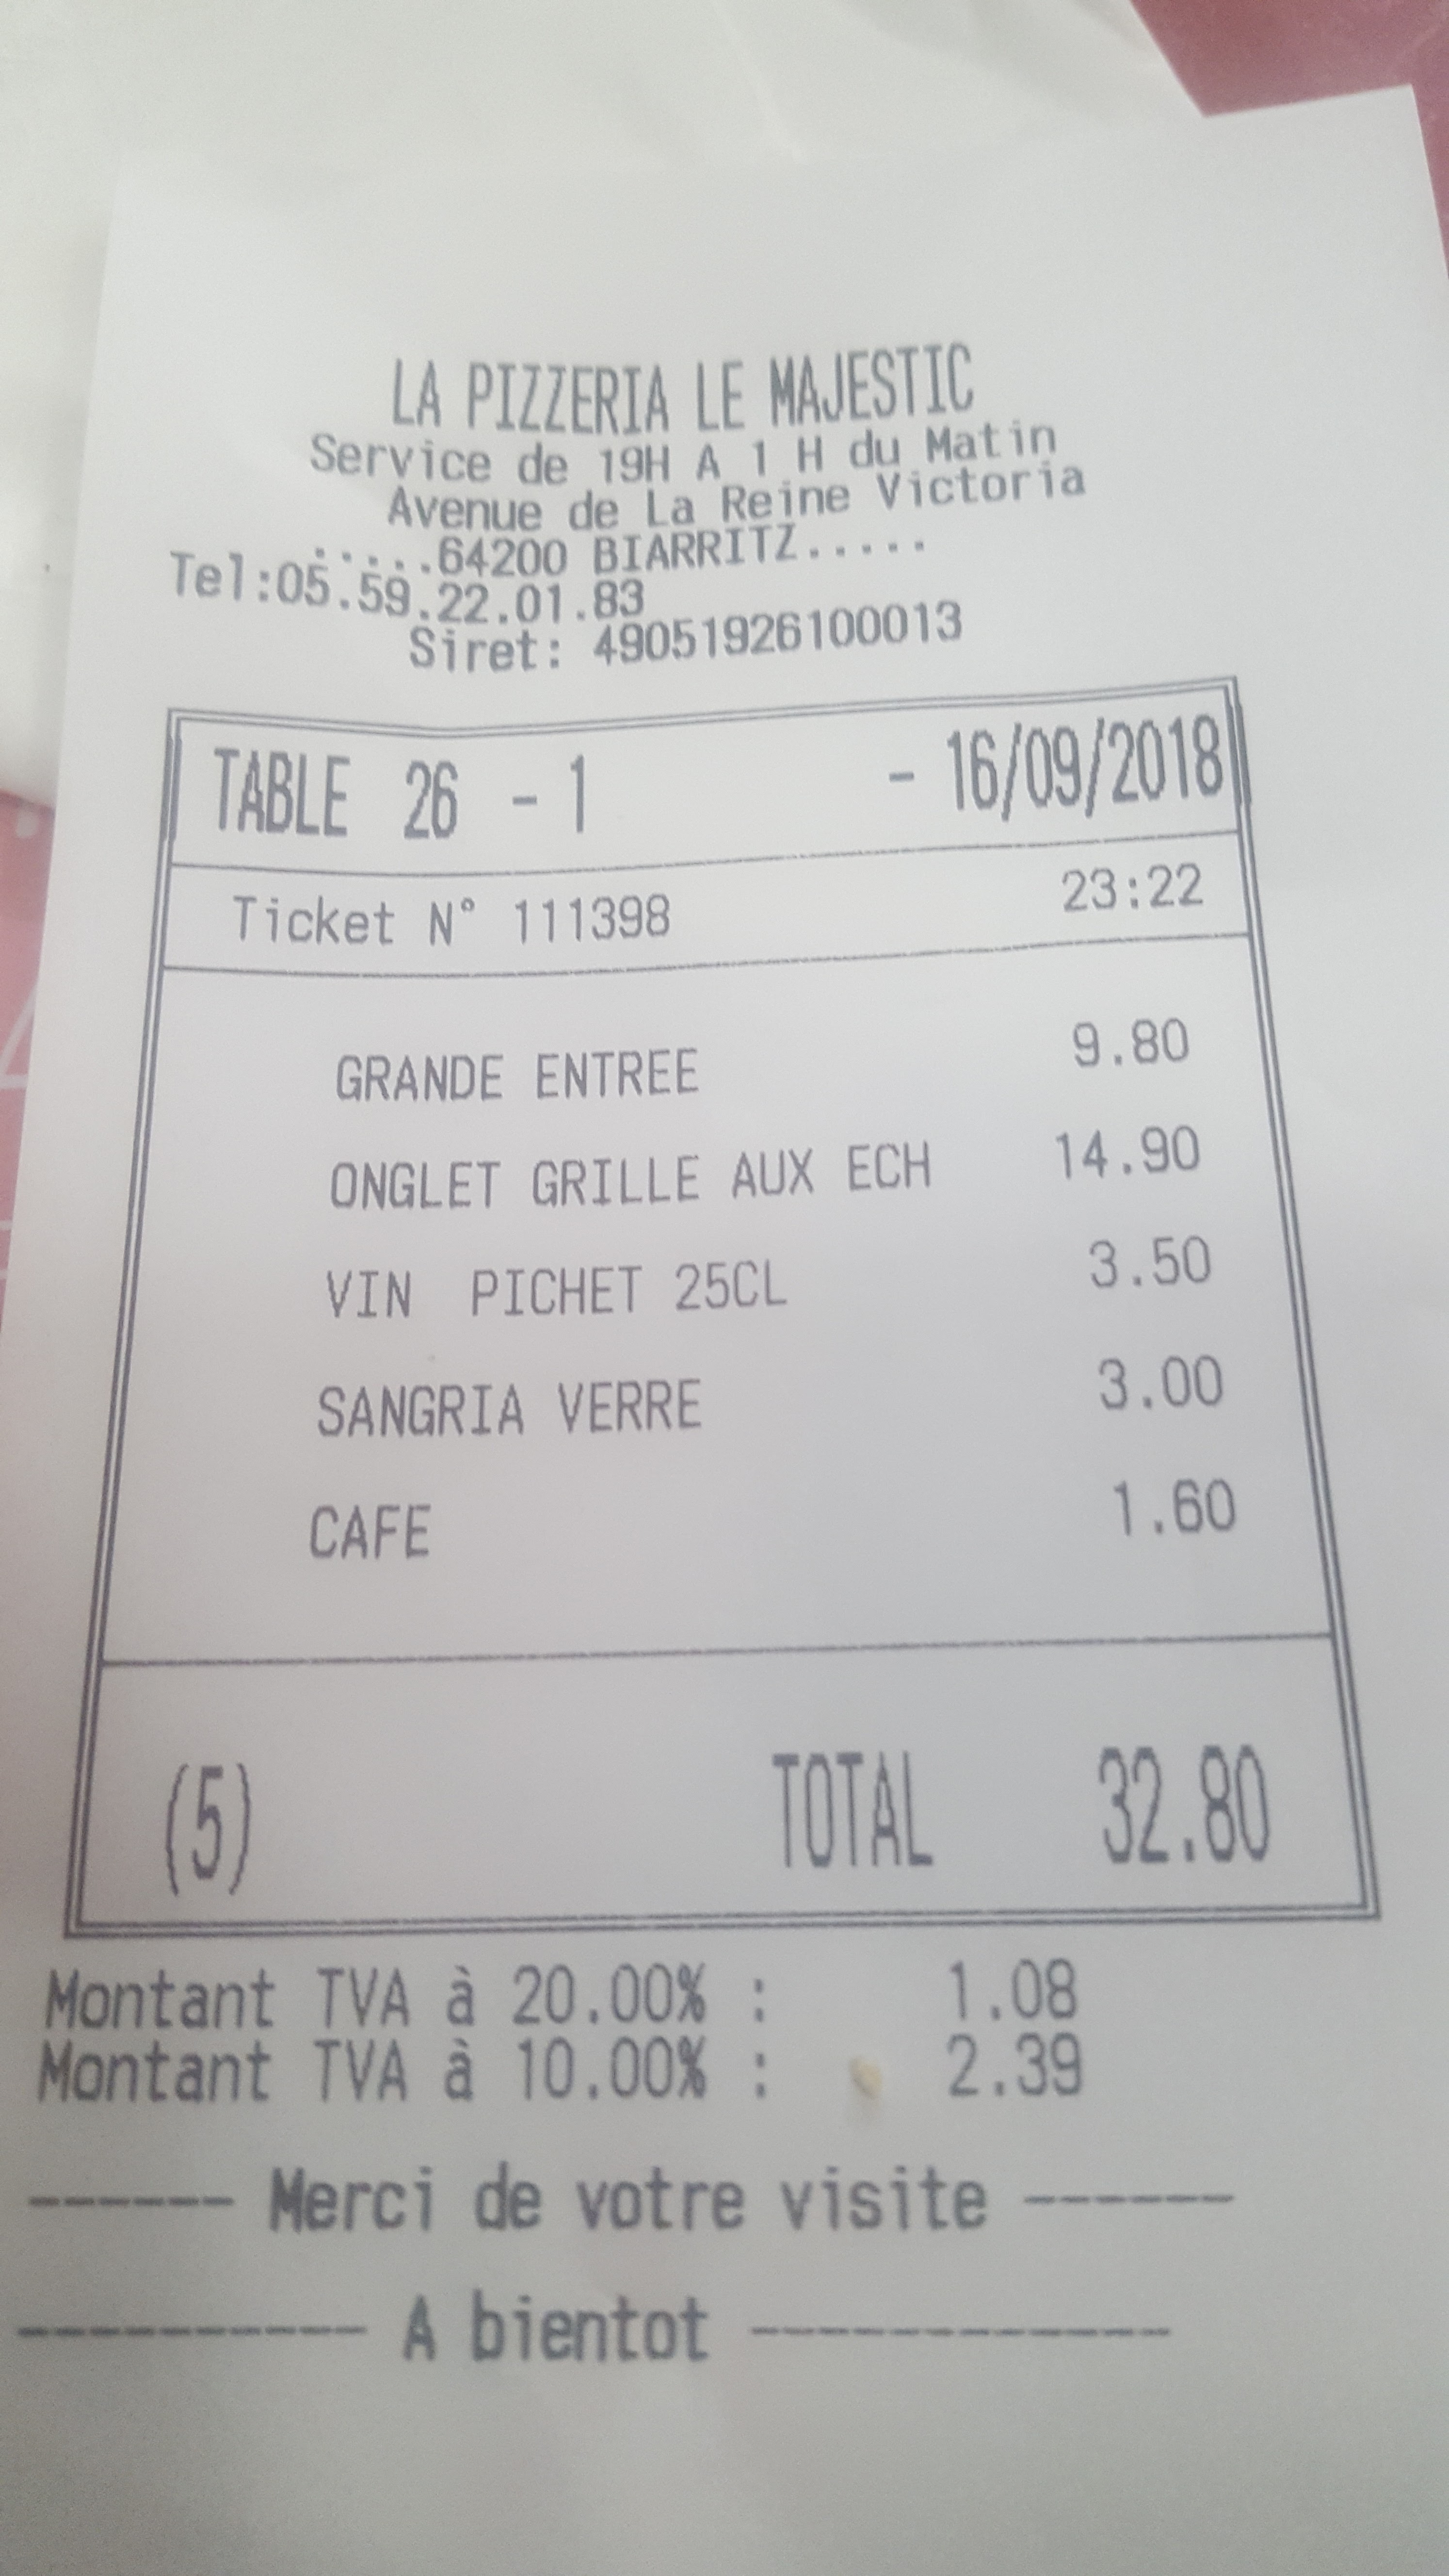 LA PIZZERIA LE MAJESTIC
Service de 19H A 1 H du Matin
Avenue de La Reine Victoria
.....64200 BIARRITZ.....
Tel:05.59.22.01.83
Siret: 49051926100013
TABLE 26 - 1 - 16/09/2018
Ticket N° 111398 23:22
GRANDE ENTREE 9.80
ONGLET GRILLE AUX ECH 14.90
VIN PICHET 25CL 3.50
SANGRIA VERRE 3.00
CAFE 1.60
(5) TOTAL 32.80
Montant TVA à 20.00% : 1.08
Montant TVA à 10.00% : 2.39
------ Merci de votre visite ------
---------- A bientot ------------